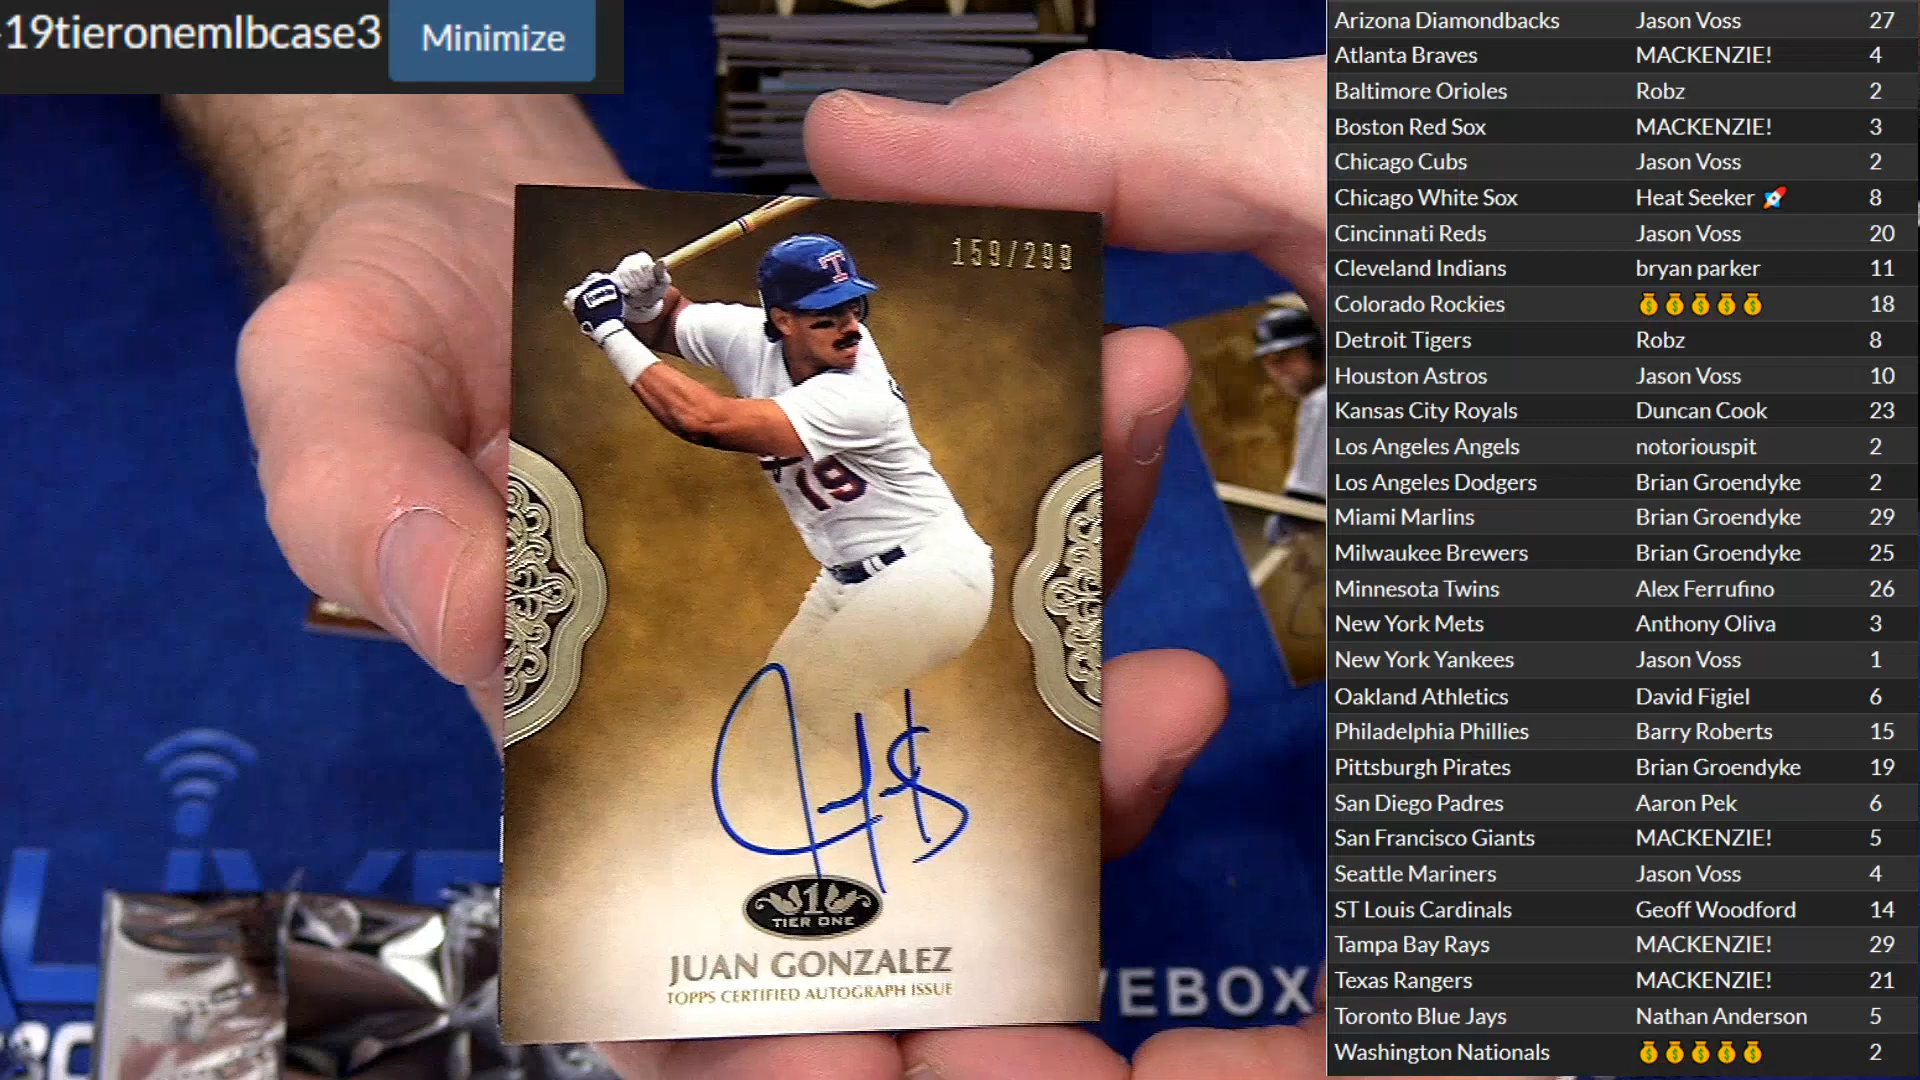 19tieronemlbcase3 Minimize
159/299
T
19
1
TIER ONE
JUAN GONZALEZ
TOPPS CERTIFIED AUTOGRAPH ISSUE
LIVE
EBOX
Arizona Diamondbacks Jason Voss 27
Atlanta Braves MACKENZIE! 4
Baltimore Orioles Robz 2
Boston Red Sox MACKENZIE! 3
Chicago Cubs Jason Voss 2
Chicago White Sox Heat Seeker 🚀 8
Cincinnati Reds Jason Voss 20
Cleveland Indians bryan parker 11
Colorado Rockies 💰💰💰💰💰 18
Detroit Tigers Robz 8
Houston Astros Jason Voss 10
Kansas City Royals Duncan Cook 23
Los Angeles Angels notoriouspit 2
Los Angeles Dodgers Brian Groendyke 2
Miami Marlins Brian Groendyke 29
Milwaukee Brewers Brian Groendyke 25
Minnesota Twins Alex Ferrufino 26
New York Mets Anthony Oliva 3
New York Yankees Jason Voss 1
Oakland Athletics David Figiel 6
Philadelphia Phillies Barry Roberts 15
Pittsburgh Pirates Brian Groendyke 19
San Diego Padres Aaron Pek 6
San Francisco Giants MACKENZIE! 5
Seattle Mariners Jason Voss 4
ST Louis Cardinals Geoff Woodford 14
Tampa Bay Rays MACKENZIE! 29
Texas Rangers MACKENZIE! 21
Toronto Blue Jays Nathan Anderson 5
Washington Nationals 💰💰💰💰💰 2